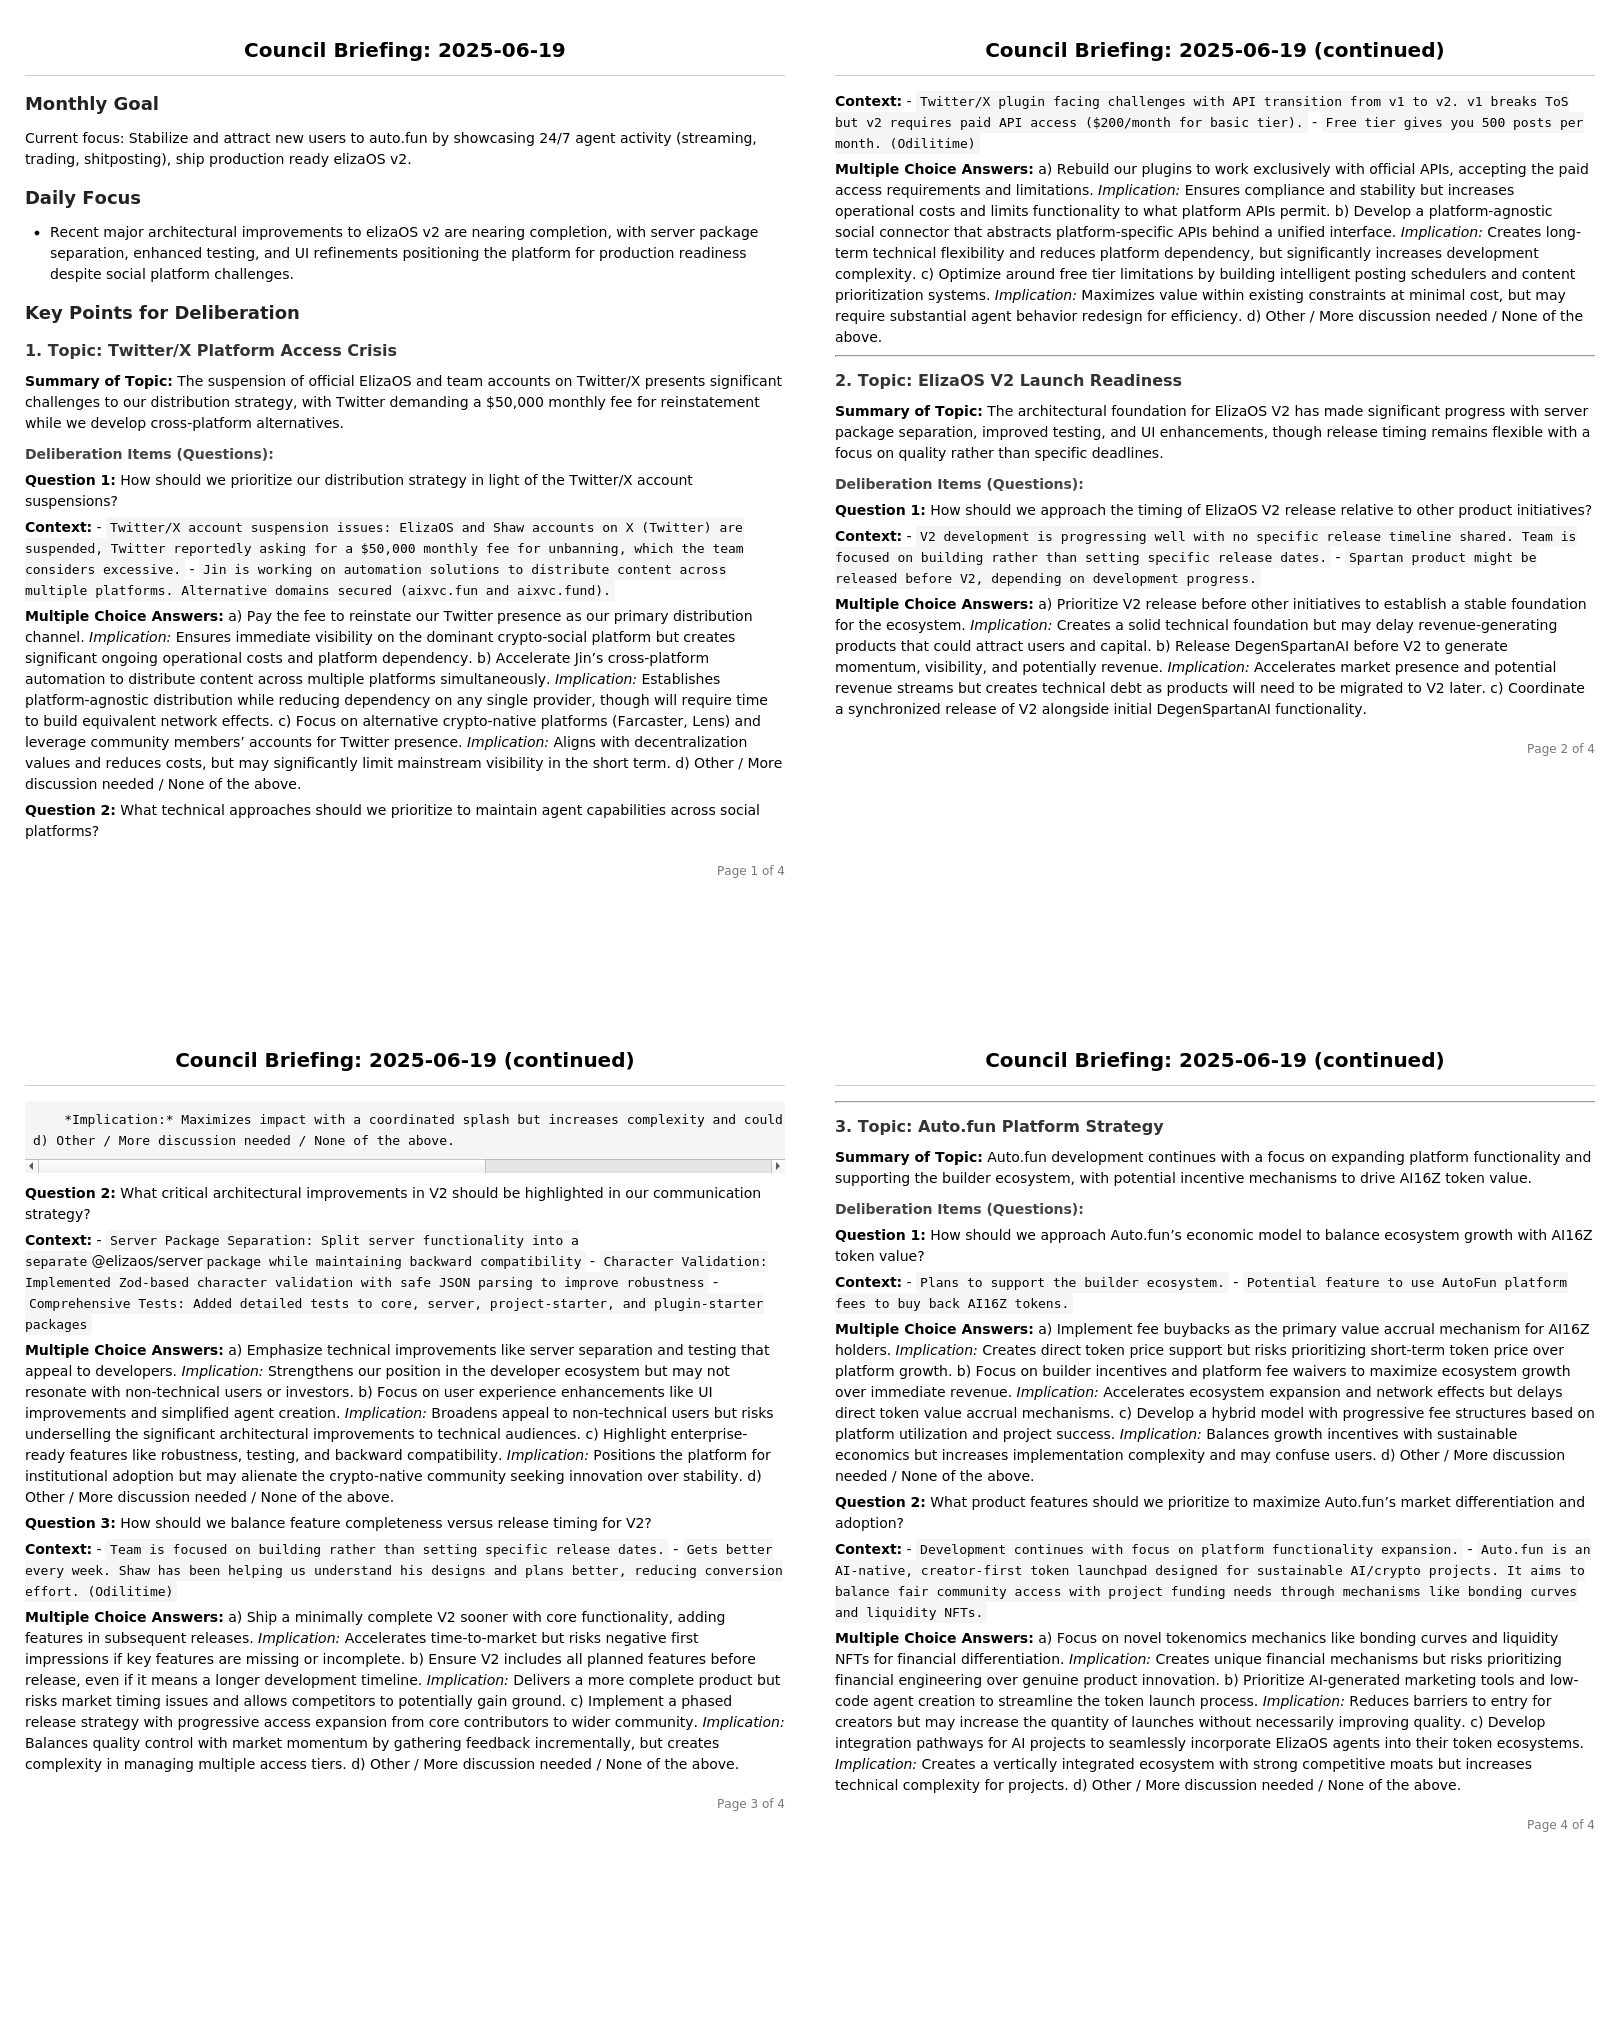 Council Briefing: 2025-06-19
Monthly Goal
Current focus: Stabilize and attract new users to auto.fun by showcasing 24/7 agent activity (streaming,
trading, shitposting), ship production ready elizaOS v2.
Daily Focus
• Recent major architectural improvements to elizaOS v2 are nearing completion, with server package
separation, enhanced testing, and UI refinements positioning the platform for production readiness
despite social platform challenges.
Key Points for Deliberation
1. Topic: Twitter/X Platform Access Crisis
Summary of Topic: The suspension of official ElizaOS and team accounts on Twitter/X presents significant
challenges to our distribution strategy, with Twitter demanding a $50,000 monthly fee for reinstatement
while we develop cross-platform alternatives.
Deliberation Items (Questions):
Question 1: How should we prioritize our distribution strategy in light of the Twitter/X account
suspensions?
Context: - Twitter/X account suspension issues: ElizaOS and Shaw accounts on X (Twitter) are
suspended, Twitter reportedly asking for a $50,000 monthly fee for unbanning, which the team
considers excessive. - Jin is working on automation solutions to distribute content across
multiple platforms. Alternative domains secured (aixvc.fun and aixvc.fund).
Multiple Choice Answers: a) Pay the fee to reinstate our Twitter presence as our primary distribution
channel. Implication: Ensures immediate visibility on the dominant crypto-social platform but creates
significant ongoing operational costs and platform dependency. b) Accelerate Jin’s cross-platform
automation to distribute content across multiple platforms simultaneously. Implication: Establishes
platform-agnostic distribution while reducing dependency on any single provider, though will require time
to build equivalent network effects. c) Focus on alternative crypto-native platforms (Farcaster, Lens) and
leverage community members’ accounts for Twitter presence. Implication: Aligns with decentralization
values and reduces costs, but may significantly limit mainstream visibility in the short term. d) Other / More
discussion needed / None of the above.
Question 2: What technical approaches should we prioritize to maintain agent capabilities across social
platforms?
Page 1 of 4
Council Briefing: 2025-06-19 (continued)
Context: - Twitter/X plugin facing challenges with API transition from v1 to v2. v1 breaks ToS
but v2 requires paid API access ($200/month for basic tier). - Free tier gives you 500 posts per
month. (Odilitime)
Multiple Choice Answers: a) Rebuild our plugins to work exclusively with official APIs, accepting the paid
access requirements and limitations. Implication: Ensures compliance and stability but increases
operational costs and limits functionality to what platform APIs permit. b) Develop a platform-agnostic
social connector that abstracts platform-specific APIs behind a unified interface. Implication: Creates long-
term technical flexibility and reduces platform dependency, but significantly increases development
complexity. c) Optimize around free tier limitations by building intelligent posting schedulers and content
prioritization systems. Implication: Maximizes value within existing constraints at minimal cost, but may
require substantial agent behavior redesign for efficiency. d) Other / More discussion needed / None of the
above.
2. Topic: ElizaOS V2 Launch Readiness
Summary of Topic: The architectural foundation for ElizaOS V2 has made significant progress with server
package separation, improved testing, and UI enhancements, though release timing remains flexible with a
focus on quality rather than specific deadlines.
Deliberation Items (Questions):
Question 1: How should we approach the timing of ElizaOS V2 release relative to other product initiatives?
Context: - V2 development is progressing well with no specific release timeline shared. Team is
focused on building rather than setting specific release dates. - Spartan product might be
released before V2, depending on development progress.
Multiple Choice Answers: a) Prioritize V2 release before other initiatives to establish a stable foundation
for the ecosystem. Implication: Creates a solid technical foundation but may delay revenue-generating
products that could attract users and capital. b) Release DegenSpartanAI before V2 to generate
momentum, visibility, and potentially revenue. Implication: Accelerates market presence and potential
revenue streams but creates technical debt as products will need to be migrated to V2 later. c) Coordinate
a synchronized release of V2 alongside initial DegenSpartanAI functionality.
Page 2 of 4
Council Briefing: 2025-06-19 (continued)
*Implication:* Maximizes impact with a coordinated splash but increases complexity and could
d) Other / More discussion needed / None of the above.
Question 2: What critical architectural improvements in V2 should be highlighted in our communication
strategy?
Context: - Server Package Separation: Split server functionality into a
separate @elizaos/server package while maintaining backward compatibility - Character Validation:
Implemented Zod-based character validation with safe JSON parsing to improve robustness -
Comprehensive Tests: Added detailed tests to core, server, project-starter, and plugin-starter
packages
Multiple Choice Answers: a) Emphasize technical improvements like server separation and testing that
appeal to developers. Implication: Strengthens our position in the developer ecosystem but may not
resonate with non-technical users or investors. b) Focus on user experience enhancements like UI
improvements and simplified agent creation. Implication: Broadens appeal to non-technical users but risks
underselling the significant architectural improvements to technical audiences. c) Highlight enterprise-
ready features like robustness, testing, and backward compatibility. Implication: Positions the platform for
institutional adoption but may alienate the crypto-native community seeking innovation over stability. d)
Other / More discussion needed / None of the above.
Question 3: How should we balance feature completeness versus release timing for V2?
Context: - Team is focused on building rather than setting specific release dates. - Gets better
every week. Shaw has been helping us understand his designs and plans better, reducing conversion
effort. (Odilitime)
Multiple Choice Answers: a) Ship a minimally complete V2 sooner with core functionality, adding
features in subsequent releases. Implication: Accelerates time-to-market but risks negative first
impressions if key features are missing or incomplete. b) Ensure V2 includes all planned features before
release, even if it means a longer development timeline. Implication: Delivers a more complete product but
risks market timing issues and allows competitors to potentially gain ground. c) Implement a phased
release strategy with progressive access expansion from core contributors to wider community. Implication:
Balances quality control with market momentum by gathering feedback incrementally, but creates
complexity in managing multiple access tiers. d) Other / More discussion needed / None of the above.
Page 3 of 4
Council Briefing: 2025-06-19 (continued)
3. Topic: Auto.fun Platform Strategy
Summary of Topic: Auto.fun development continues with a focus on expanding platform functionality and
supporting the builder ecosystem, with potential incentive mechanisms to drive AI16Z token value.
Deliberation Items (Questions):
Question 1: How should we approach Auto.fun’s economic model to balance ecosystem growth with AI16Z
token value?
Context: - Plans to support the builder ecosystem. - Potential feature to use AutoFun platform
fees to buy back AI16Z tokens.
Multiple Choice Answers: a) Implement fee buybacks as the primary value accrual mechanism for AI16Z
holders. Implication: Creates direct token price support but risks prioritizing short-term token price over
platform growth. b) Focus on builder incentives and platform fee waivers to maximize ecosystem growth
over immediate revenue. Implication: Accelerates ecosystem expansion and network effects but delays
direct token value accrual mechanisms. c) Develop a hybrid model with progressive fee structures based on
platform utilization and project success. Implication: Balances growth incentives with sustainable
economics but increases implementation complexity and may confuse users. d) Other / More discussion
needed / None of the above.
Question 2: What product features should we prioritize to maximize Auto.fun’s market differentiation and
adoption?
Context: - Development continues with focus on platform functionality expansion. - Auto.fun is an
AI-native, creator-first token launchpad designed for sustainable AI/crypto projects. It aims to
balance fair community access with project funding needs through mechanisms like bonding curves
and liquidity NFTs.
Multiple Choice Answers: a) Focus on novel tokenomics mechanics like bonding curves and liquidity
NFTs for financial differentiation. Implication: Creates unique financial mechanisms but risks prioritizing
financial engineering over genuine product innovation. b) Prioritize AI-generated marketing tools and low-
code agent creation to streamline the token launch process. Implication: Reduces barriers to entry for
creators but may increase the quantity of launches without necessarily improving quality. c) Develop
integration pathways for AI projects to seamlessly incorporate ElizaOS agents into their token ecosystems.
Implication: Creates a vertically integrated ecosystem with strong competitive moats but increases
technical complexity for projects. d) Other / More discussion needed / None of the above.
Page 4 of 4